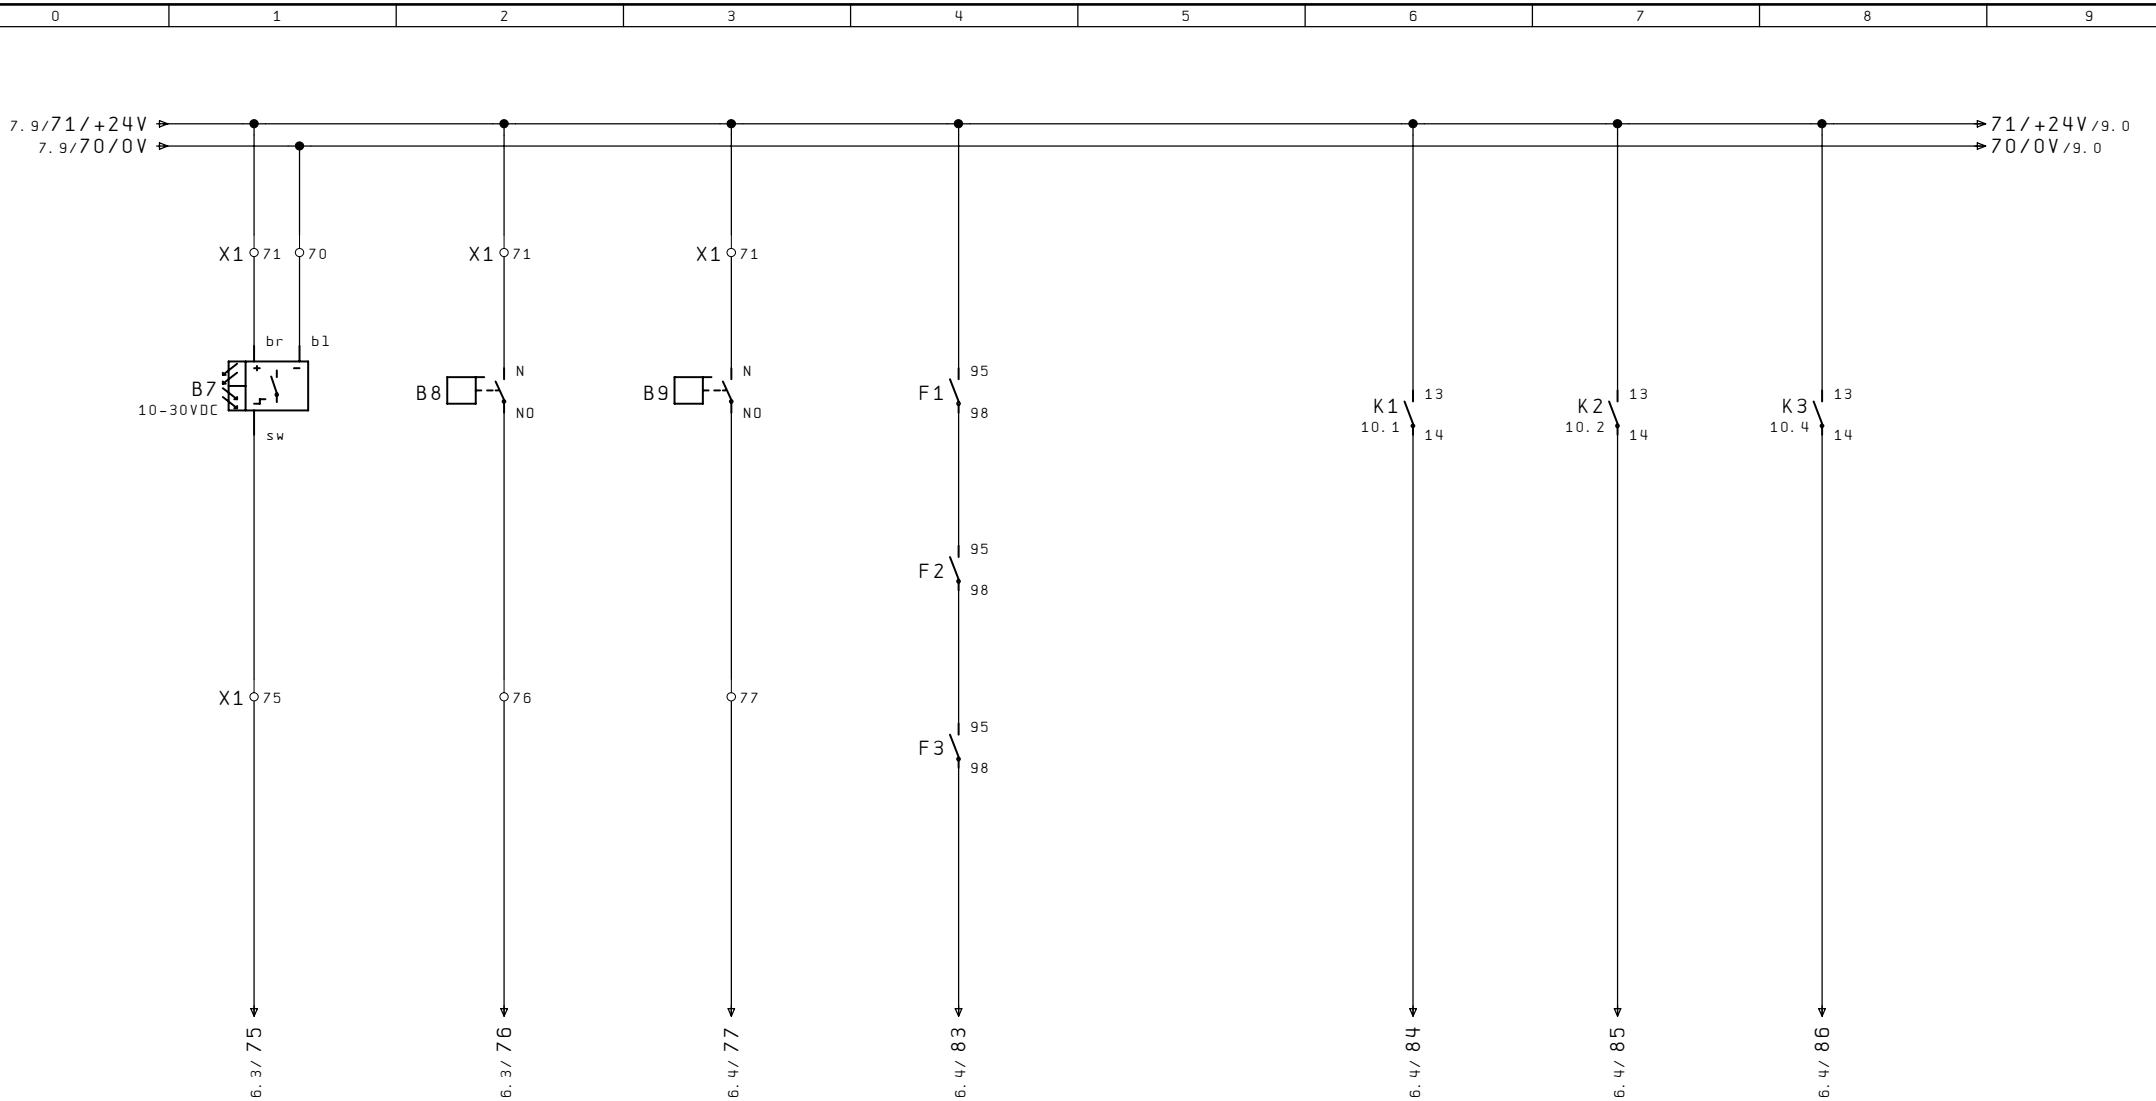 0 1 2 3 4 5 6 7 8 9
7.9/71/+24V 71/+24V/9.0
7.9/70/0V 70/0V/9.0
X1 71 70 X1 71 X1 71
br bl
N N 95
+ -
B7 B8 B9 F1 13 13 13
10-30VDC K1 K2 K3
NO NO 98
10.1 10.2 10.4
sw 14 14 14
95
F2
98
X1 75 76 77
95
F3
98
6.3/75 6.3/76 6.4/77 6.4/83 6.4/84 6.4/85 6.4/86